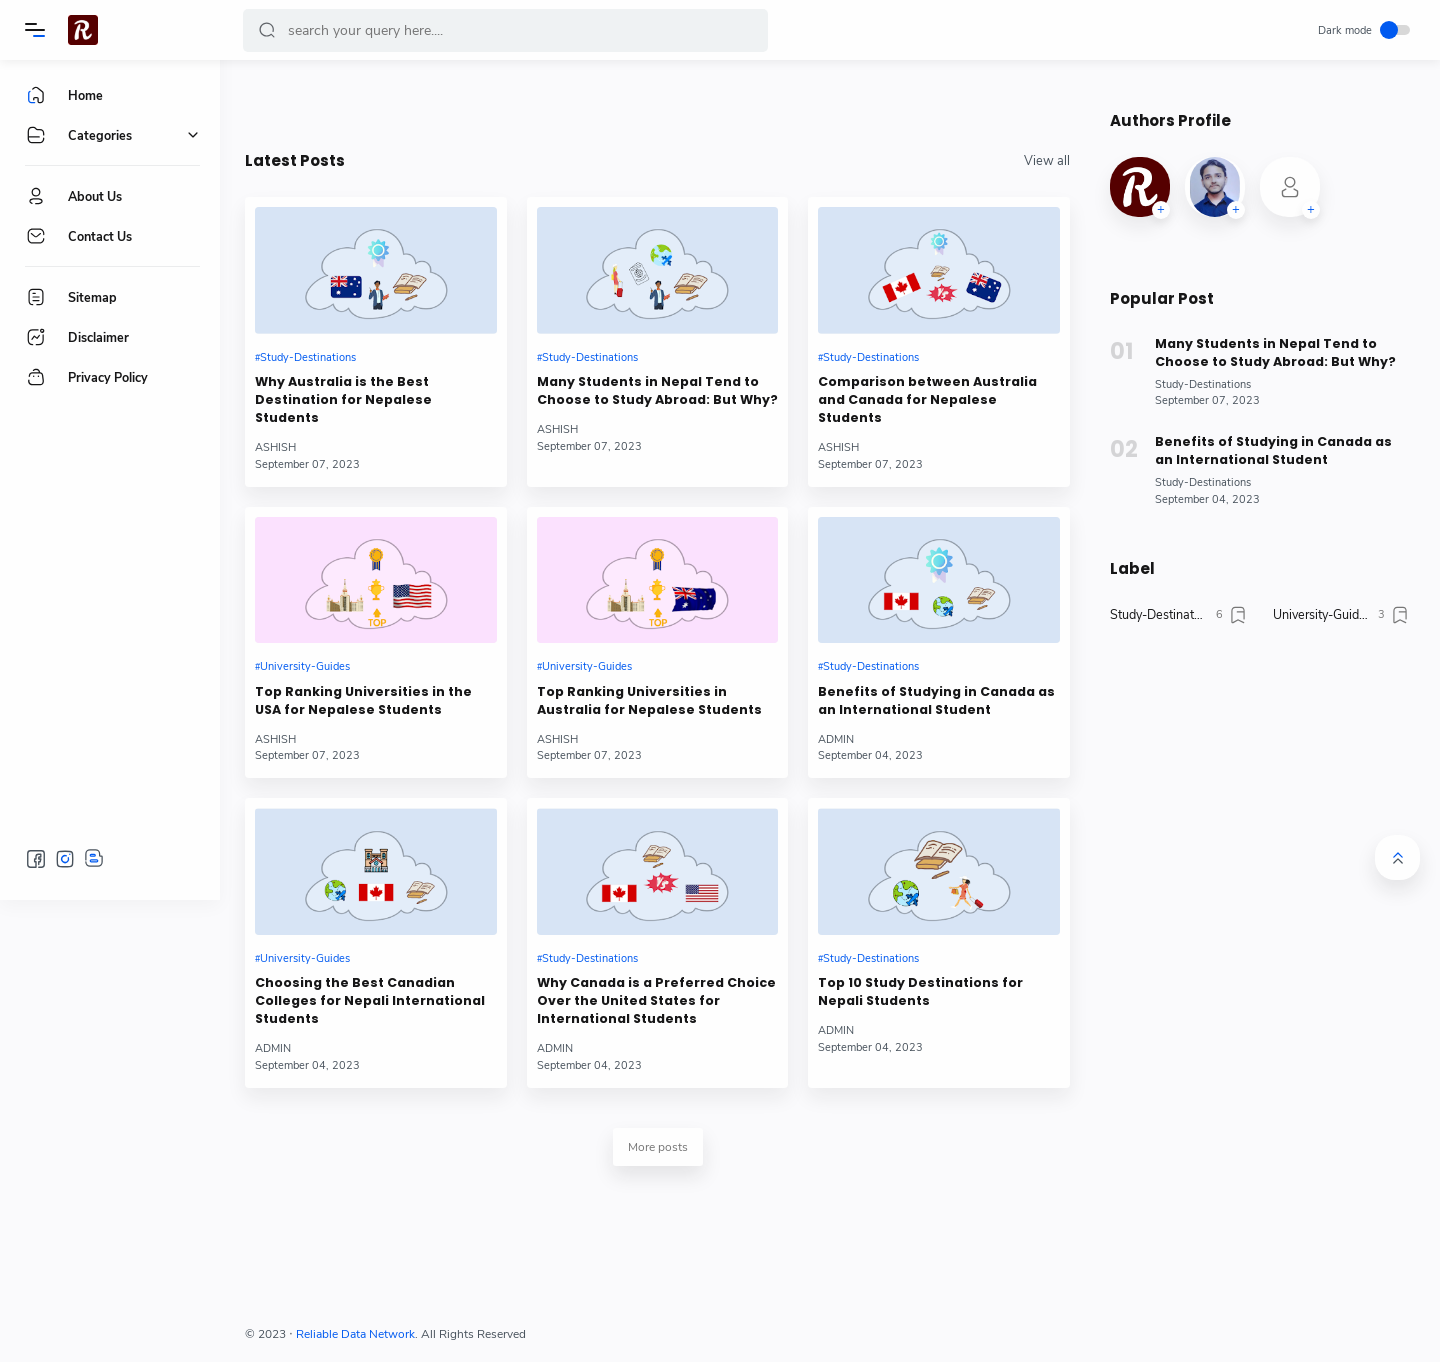 R
search your query here....
Dark mode
Home
Categories
About Us
Contact Us
Sitemap
Disclaimer
Privacy Policy
Latest Posts
View all
#Study-Destinations
Why Australia is the Best
Destination for Nepalese
Students
ASHISH
September 07, 2023
#Study-Destinations
Many Students in Nepal Tend to
Choose to Study Abroad: But Why?
ASHISH
September 07, 2023
#Study-Destinations
Comparison between Australia
and Canada for Nepalese
Students
ASHISH
September 07, 2023
TOP
#University-Guides
Top Ranking Universities in the
USA for Nepalese Students
ASHISH
September 07, 2023
TOP
#University-Guides
Top Ranking Universities in
Australia for Nepalese Students
ASHISH
September 07, 2023
#Study-Destinations
Benefits of Studying in Canada as
an International Student
ADMIN
September 04, 2023
#University-Guides
Choosing the Best Canadian
Colleges for Nepali International
Students
ADMIN
September 04, 2023
#Study-Destinations
Why Canada is a Preferred Choice
Over the United States for
International Students
ADMIN
September 04, 2023
#Study-Destinations
Top 10 Study Destinations for
Nepali Students
ADMIN
September 04, 2023
More posts
Authors Profile
R
+
+
+
Popular Post
01
Many Students in Nepal Tend to
Choose to Study Abroad: But Why?
Study-Destinations
September 07, 2023
02
Benefits of Studying in Canada as
an International Student
Study-Destinations
September 04, 2023
Label
Study-Destinat... 6
University-Guid... 3
© 2023 · Reliable Data Network. All Rights Reserved